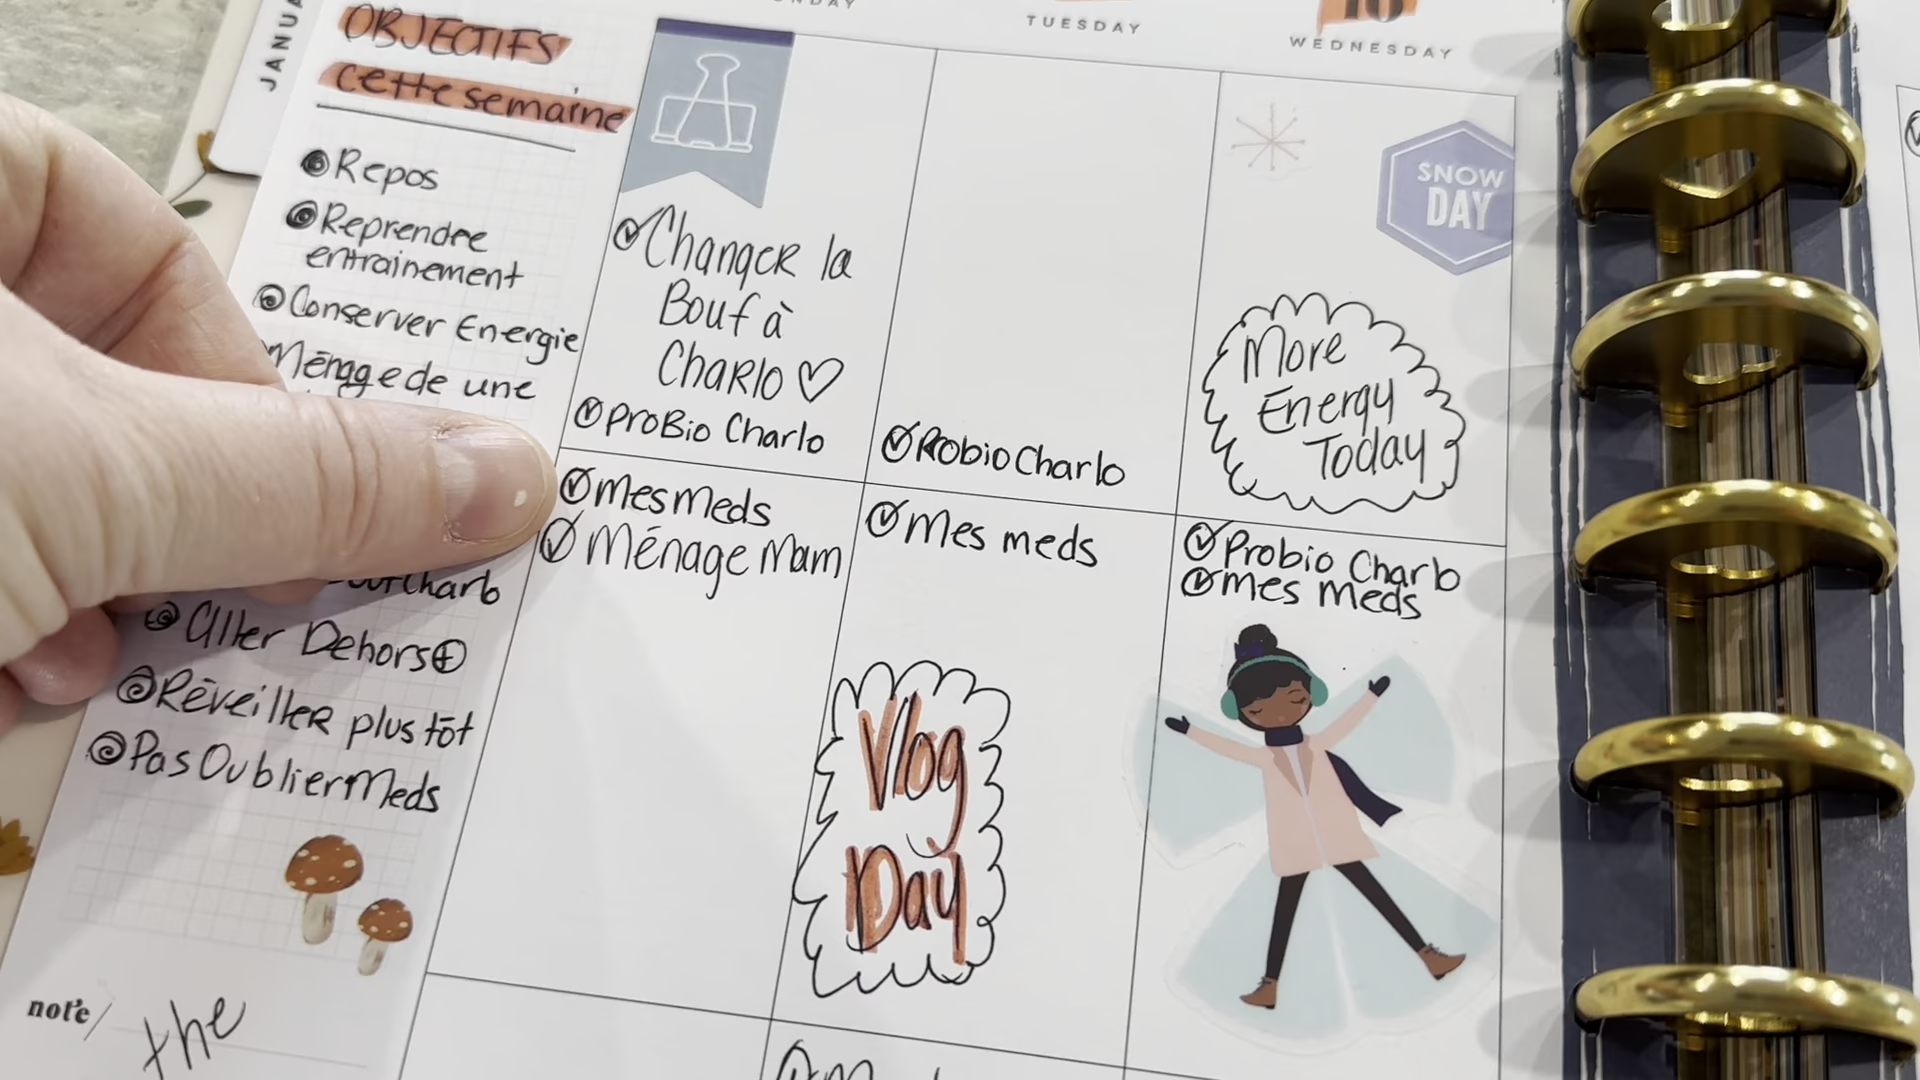 OBJECTIFS
cette semaine
Repos
Reprendre
entrainement
Conserver Energie
Ménage de une
Charlo
Aller Dehors +
Réveiller plus tôt
Pas Oublier Meds
note/
the
TUESDAY
WEDNESDAY
Changer la
Bouf à
Charlo ♡
ProBio Charlo
Mes Meds
Ménage Mam
Probio Charlo
Mes meds
Vlog
Day
SNOW
DAY
More
Energy
Today
Probio Charlo
Mes Meds